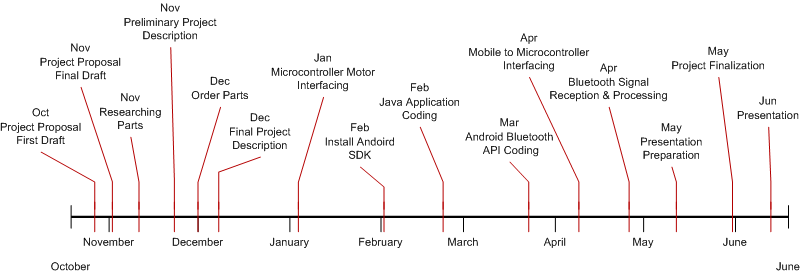 Oct
Project Proposal
First Draft
Nov
Project Proposal
Final Draft
Nov
Researching
Parts
Nov
Preliminary Project
Description
Dec
Order Parts
Dec
Final Project
Description
Jan
Microcontroller Motor
Interfacing
Feb
Install Andoird
SDK
Feb
Java Application
Coding
Mar
Android Bluetooth
API Coding
Apr
Mobile to Microcontroller
Interfacing
Apr
Bluetooth Signal
Reception & Processing
May
Presentation
Preparation
May
Project Finalization
Jun
Presentation
November
December
January
February
March
April
May
June
October
June